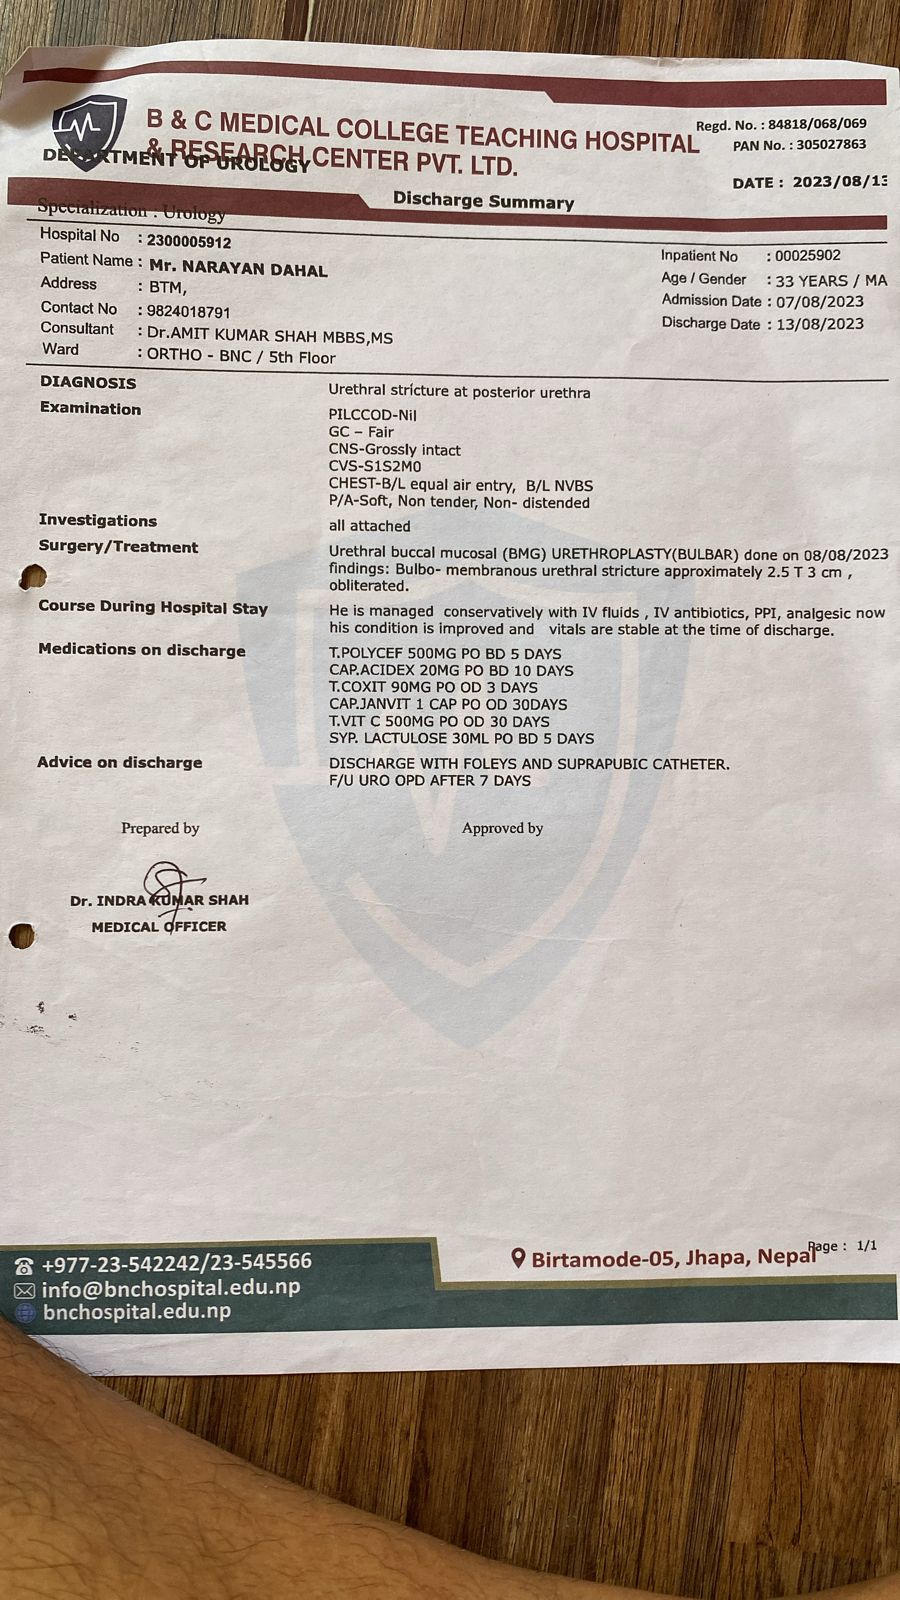 B & C MEDICAL COLLEGE TEACHING HOSPITAL
& RESEARCH CENTER PVT. LTD.
DEPARTMENT OF UROLOGY
Regd. No. : 84818/068/069
PAN No. : 305027863
DATE : 2023/08/13
Discharge Summary
Specialization : Urology
Hospital No : 2300005912
Patient Name : Mr. NARAYAN DAHAL
Address : BTM,
Contact No : 9824018791
Consultant : Dr.AMIT KUMAR SHAH MBBS,MS
Ward : ORTHO - BNC / 5th Floor
Inpatient No : 00025902
Age / Gender : 33 YEARS / MA
Admission Date : 07/08/2023
Discharge Date : 13/08/2023
DIAGNOSIS Urethral stricture at posterior urethra
Examination PILCCOD-Nil
GC – Fair
CNS-Grossly intact
CVS-S1S2M0
CHEST-B/L equal air entry, B/L NVBS
P/A-Soft, Non tender, Non- distended
Investigations all attached
Surgery/Treatment Urethral buccal mucosal (BMG) URETHROPLASTY(BULBAR) done on 08/08/2023
findings: Bulbo- membranous urethral stricture approximately 2.5 T 3 cm ,
obliterated.
Course During Hospital Stay He is managed conservatively with IV fluids , IV antibiotics, PPI, analgesic now
his condition is improved and vitals are stable at the time of discharge.
Medications on discharge T.POLYCEF 500MG PO BD 5 DAYS
CAP.ACIDEX 20MG PO BD 10 DAYS
T.COXIT 90MG PO OD 3 DAYS
CAP.JANVIT 1 CAP PO OD 30DAYS
T.VIT C 500MG PO OD 30 DAYS
SYP. LACTULOSE 30ML PO BD 5 DAYS
Advice on discharge DISCHARGE WITH FOLEYS AND SUPRAPUBIC CATHETER.
F/U URO OPD AFTER 7 DAYS
Prepared by Approved by
Dr. INDRA KUMAR SHAH
MEDICAL OFFICER
Page : 1/1
+977-23-542242/23-545566
info@bnchospital.edu.np
bnchospital.edu.np
Birtamode-05, Jhapa, Nepal